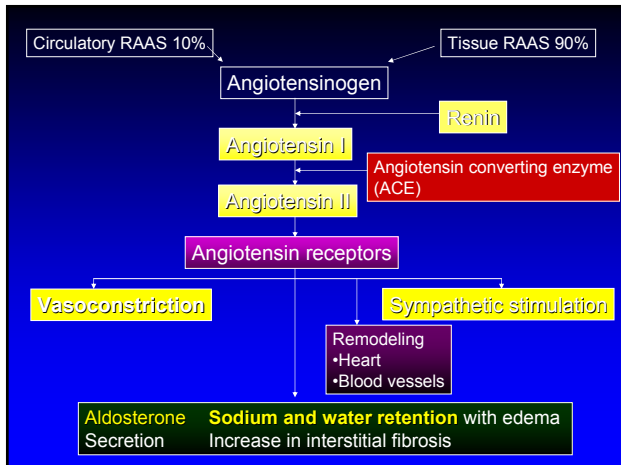 Circulatory RAAS 10%
Tissue RAAS 90%
Angiotensinogen
Renin
Angiotensin I
Angiotensin converting enzyme
(ACE)
Angiotensin II
Angiotensin receptors
Vasoconstriction
Sympathetic stimulation
Remodeling
•Heart
•Blood vessels
Aldosterone Sodium and water retention with edema
Secretion Increase in interstitial fibrosis